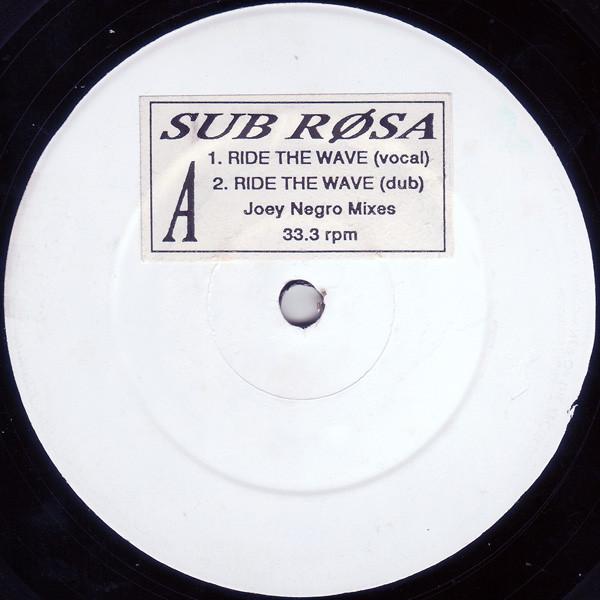 SUB RØSA
A
1. RIDE THE WAVE (vocal)
2. RIDE THE WAVE (dub)
Joey Negro Mixes
33.3 rpm